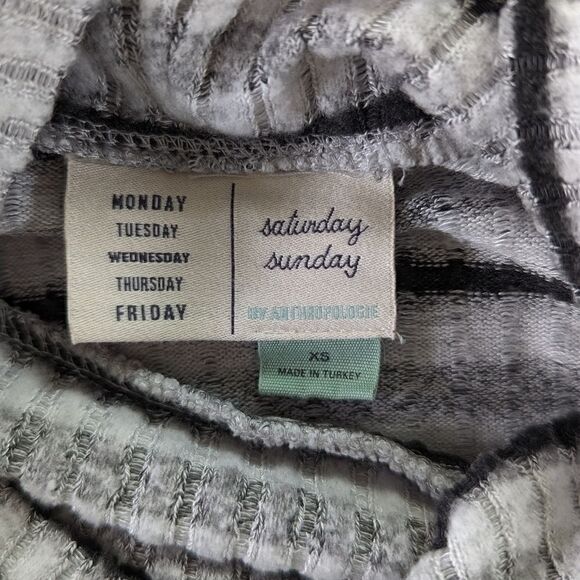 MONDAY
TUESDAY
WEDNESDAY
THURSDAY
FRIDAY
saturday
sunday
BY ANTHROPOLOGIE
XS
MADE IN TURKEY